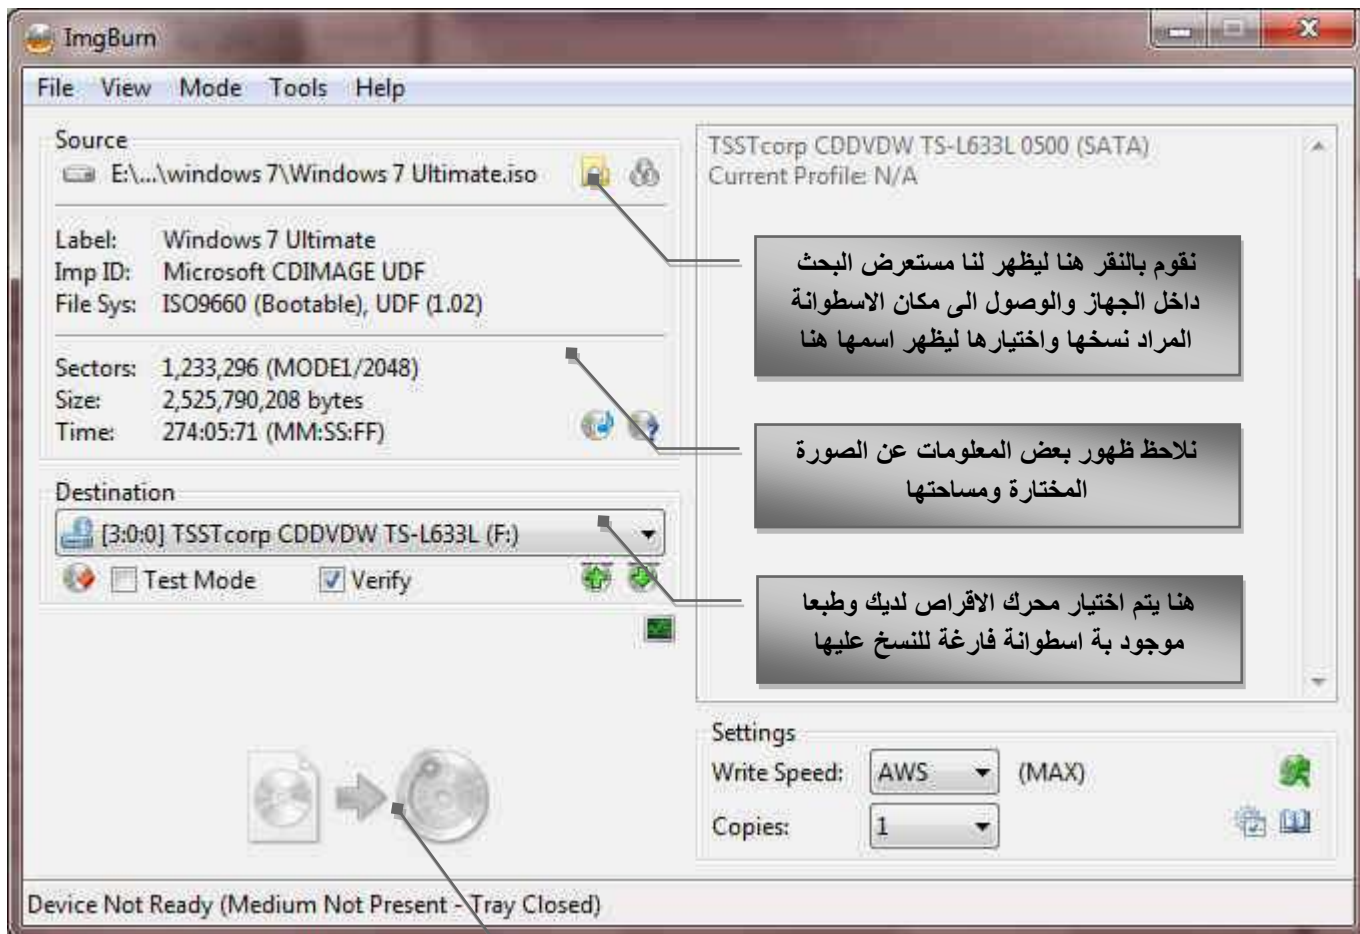 ImgBurn
File View Mode Tools Help
Source
E:\...\windows 7\Windows 7 Ultimate.iso
Label: Windows 7 Ultimate
Imp ID: Microsoft CDIMAGE UDF
File Sys: ISO9660 (Bootable), UDF (1.02)
Sectors: 1,233,296 (MODE1/2048)
Size: 2,525,790,208 bytes
Time: 274:05:71 (MM:SS:FF)
Destination
[3:0:0] TSSTcorp CDDVDW TS-L633L (F:)
Test Mode Verify
TSSTcorp CDDVDW TS-L633L 0500 (SATA)
Current Profile: N/A
نقوم بالنقر هنا ليظهر لنا مستعرض البحث
داخل الجهاز والوصول الى مكان الاسطوانة
المراد نسخها واختيارها ليظهر اسمها هنا
نلاحظ ظهور بعض المعلومات عن الصورة
المختارة ومساحتها
هنا يتم اختيار محرك الاقراص لديك وطبعا
موجود بة اسطوانة فارغة للنسخ عليها
Settings
Write Speed: AWS (MAX)
Copies: 1
Device Not Ready (Medium Not Present - Tray Closed)